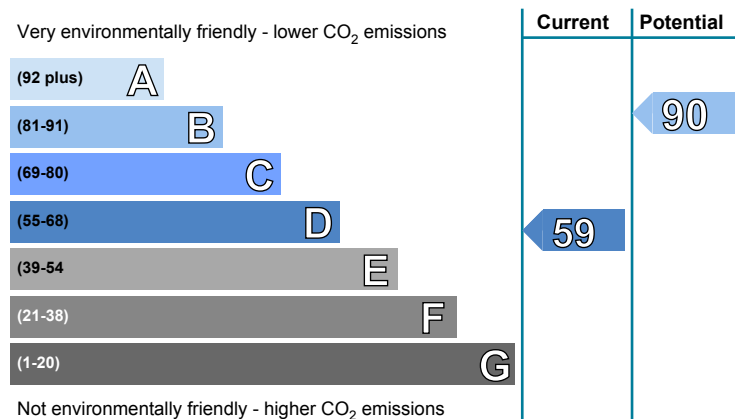 Very environmentally friendly - lower CO₂ emissions
Current
Potential
(92 plus) A
(81-91) B
(69-80) C
(55-68) D
(39-54 E
(21-38) F
(1-20) G
90
59
Not environmentally friendly - higher CO₂ emissions